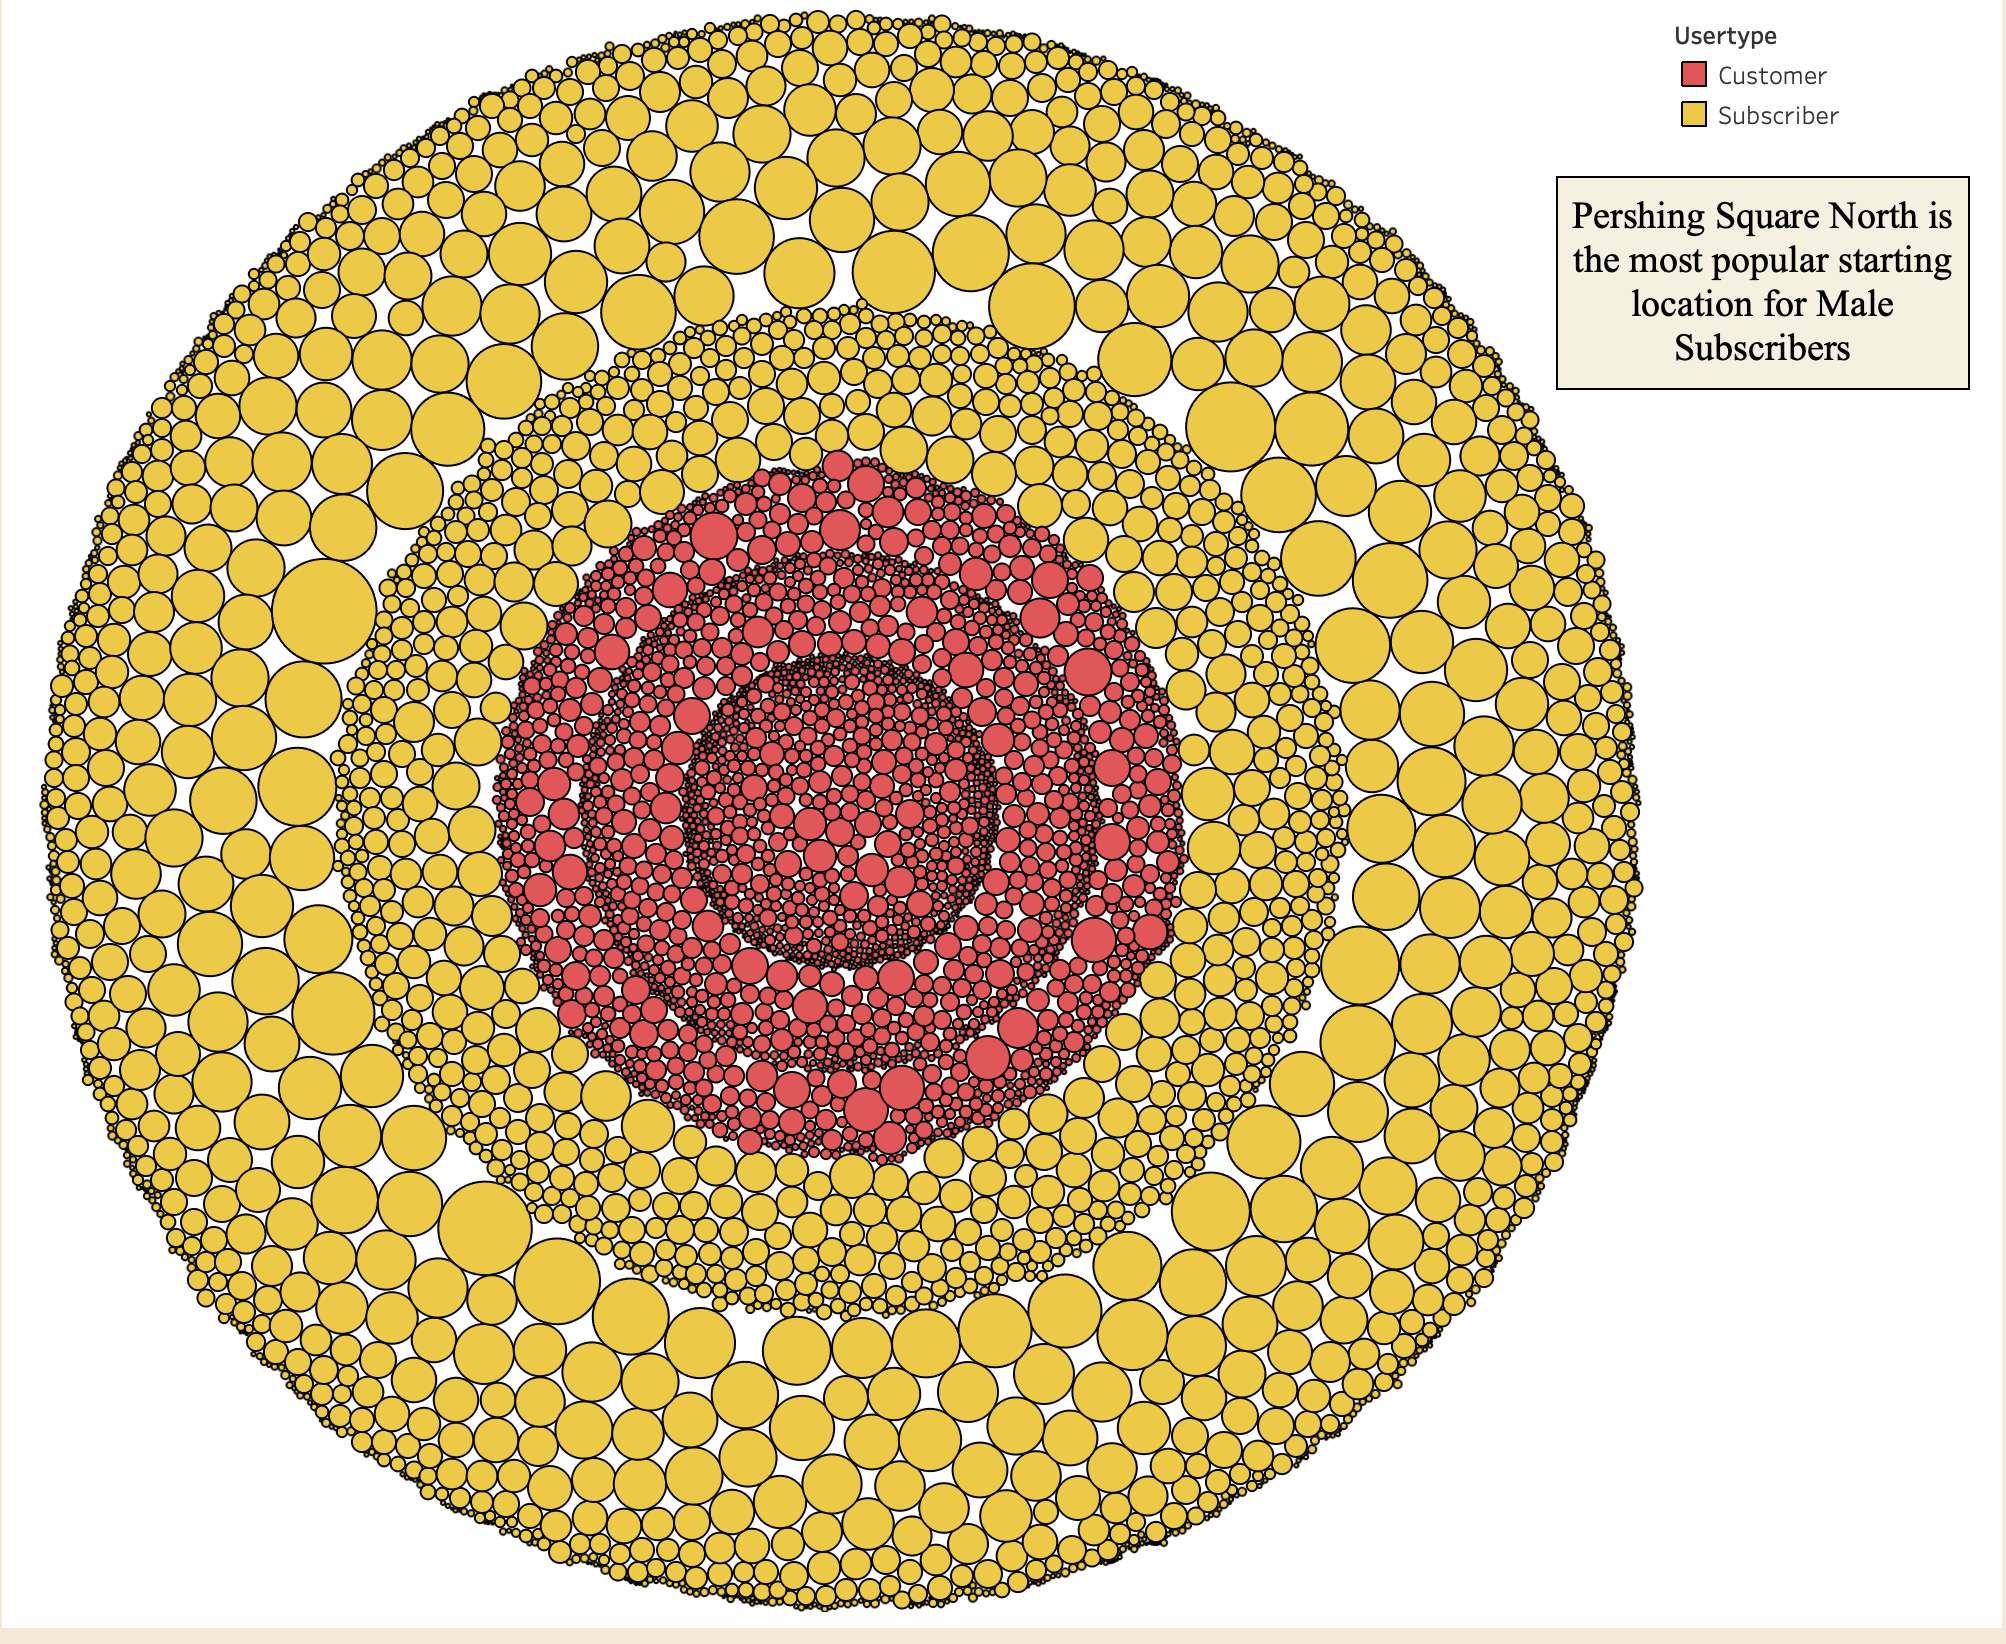 Usertype
Customer
Subscriber
Pershing Square North is
the most popular starting
location for Male
Subscribers